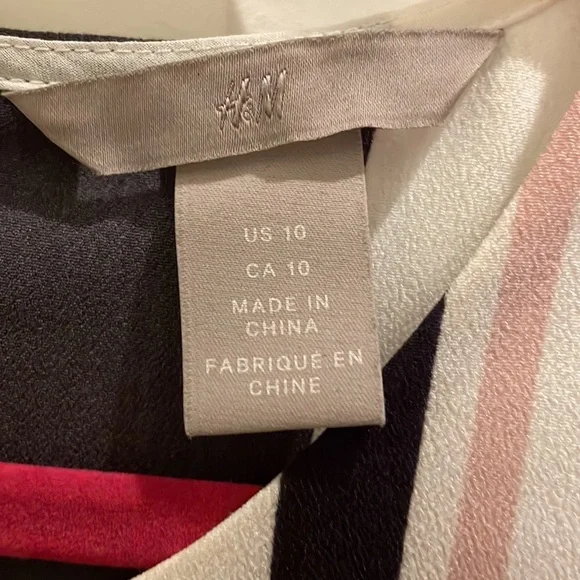 H&M
US 10
CA 10
MADE IN
CHINA
FABRIQUÉ EN
CHINE